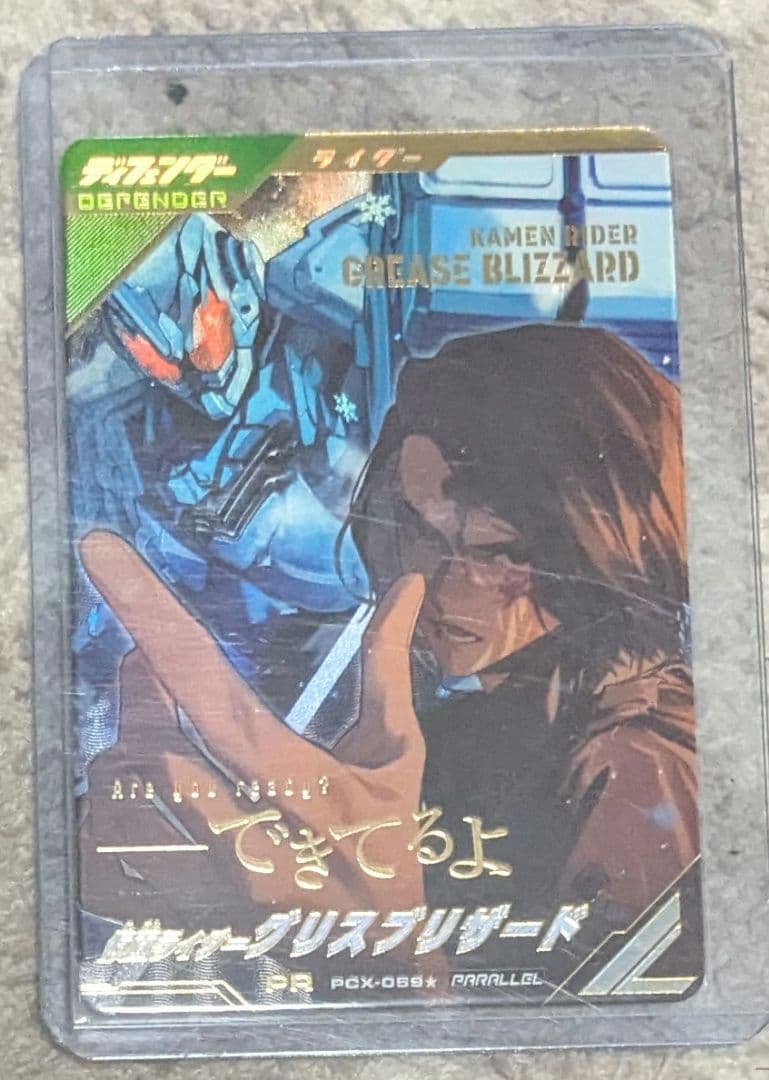 ディフェンダー
DEFENDER
ライダー
KAMEN RIDER
GREASE BLIZZARD
Are you ready?
できてるよ
仮面ライダーグリスブリザード
PR PCX-059★ PARALLEL